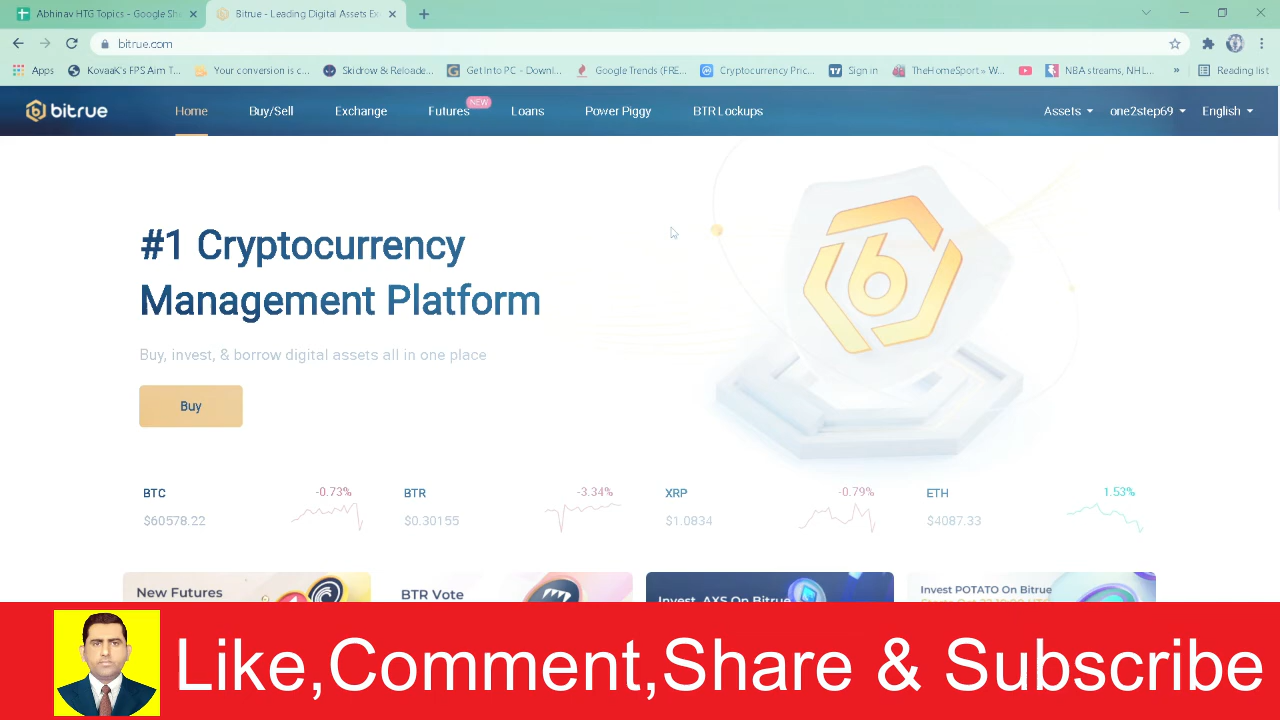 Abhinav HTG Topics - Google Sh
Bitrue - Leading Digital Assets Ex
bitrue.com
Apps
KovaaK's FPS Aim T...
Your conversion is c...
Skidrow & Reloade...
Get Into PC - Downl...
Google Trends (FRE...
Cryptocurrency Pric...
Sign in
TheHomeSport » W...
NBA streams, NH L...
»
Reading list
bitrue
Home
Buy/Sell
Exchange
Futures
NEW
Loans
Power Piggy
BTR Lockups
Assets
one2step69
English
#1 Cryptocurrency
Management Platform
Buy, invest, & borrow digital assets all in one place
Buy
BTC
-0.73%
$60578.22
BTR
-3.34%
$0.30155
XRP
-0.79%
$1.0834
ETH
1.53%
$4087.33
New Futures
BTR Vote
Invest AXS On Bitrue
Invest POTATO On Bitrue
Like,Comment,Share & Subscribe